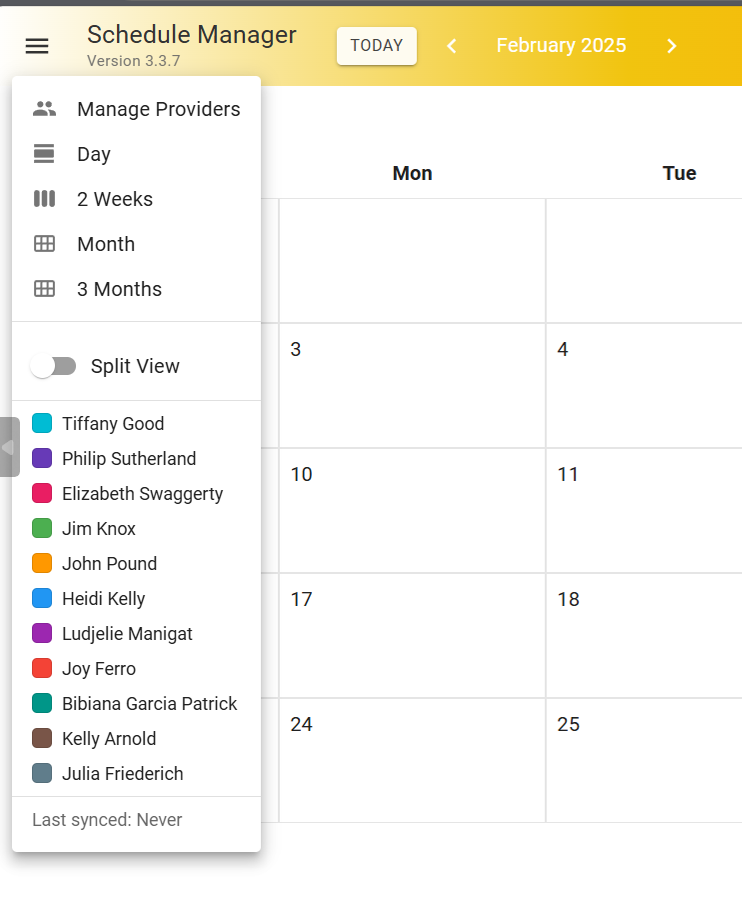 Schedule Manager
Version 3.3.7
TODAY
February 2025
Manage Providers
Day
2 Weeks
Month
3 Months
Split View
Tiffany Good
Philip Sutherland
Elizabeth Swaggerty
Jim Knox
John Pound
Heidi Kelly
Ludjelie Manigat
Joy Ferro
Bibiana Garcia Patrick
Kelly Arnold
Julia Friederich
Last synced: Never
Mon Tue
3 4
10 11
17 18
24 25